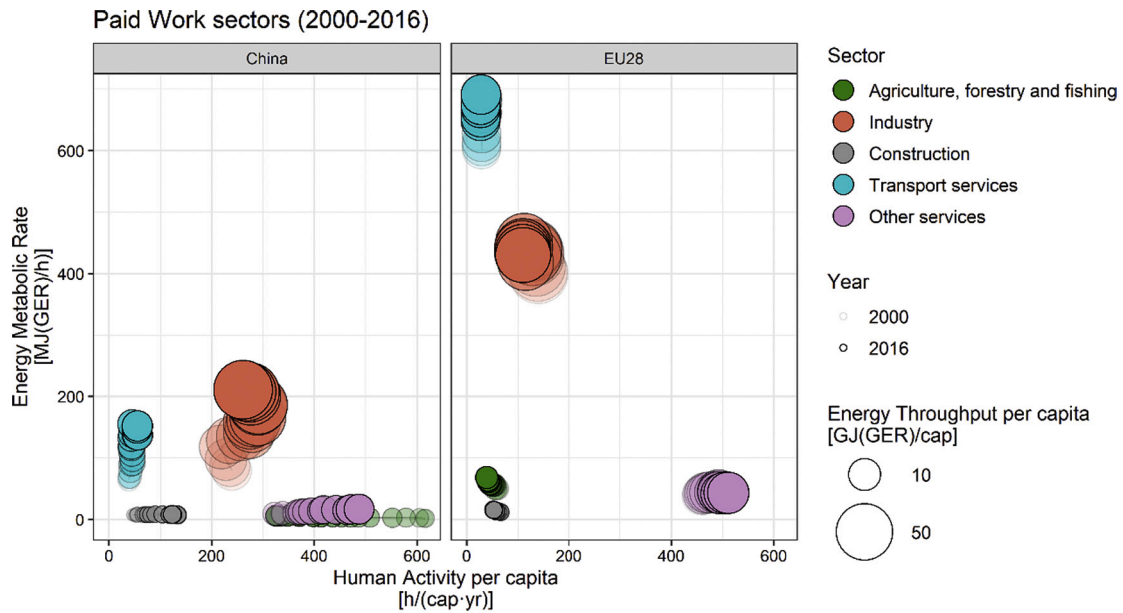 Paid Work sectors (2000-2016)
China
EU28
Energy Metabolic Rate
[MJ(GER)/h]
600
400
200
0
0
200
400
600
0
200
400
600
Human Activity per capita
[h/(cap·yr)]
Sector
Agriculture, forestry and fishing
Industry
Construction
Transport services
Other services
Year
2000
2016
Energy Throughput per capita
[GJ(GER)/cap]
10
50